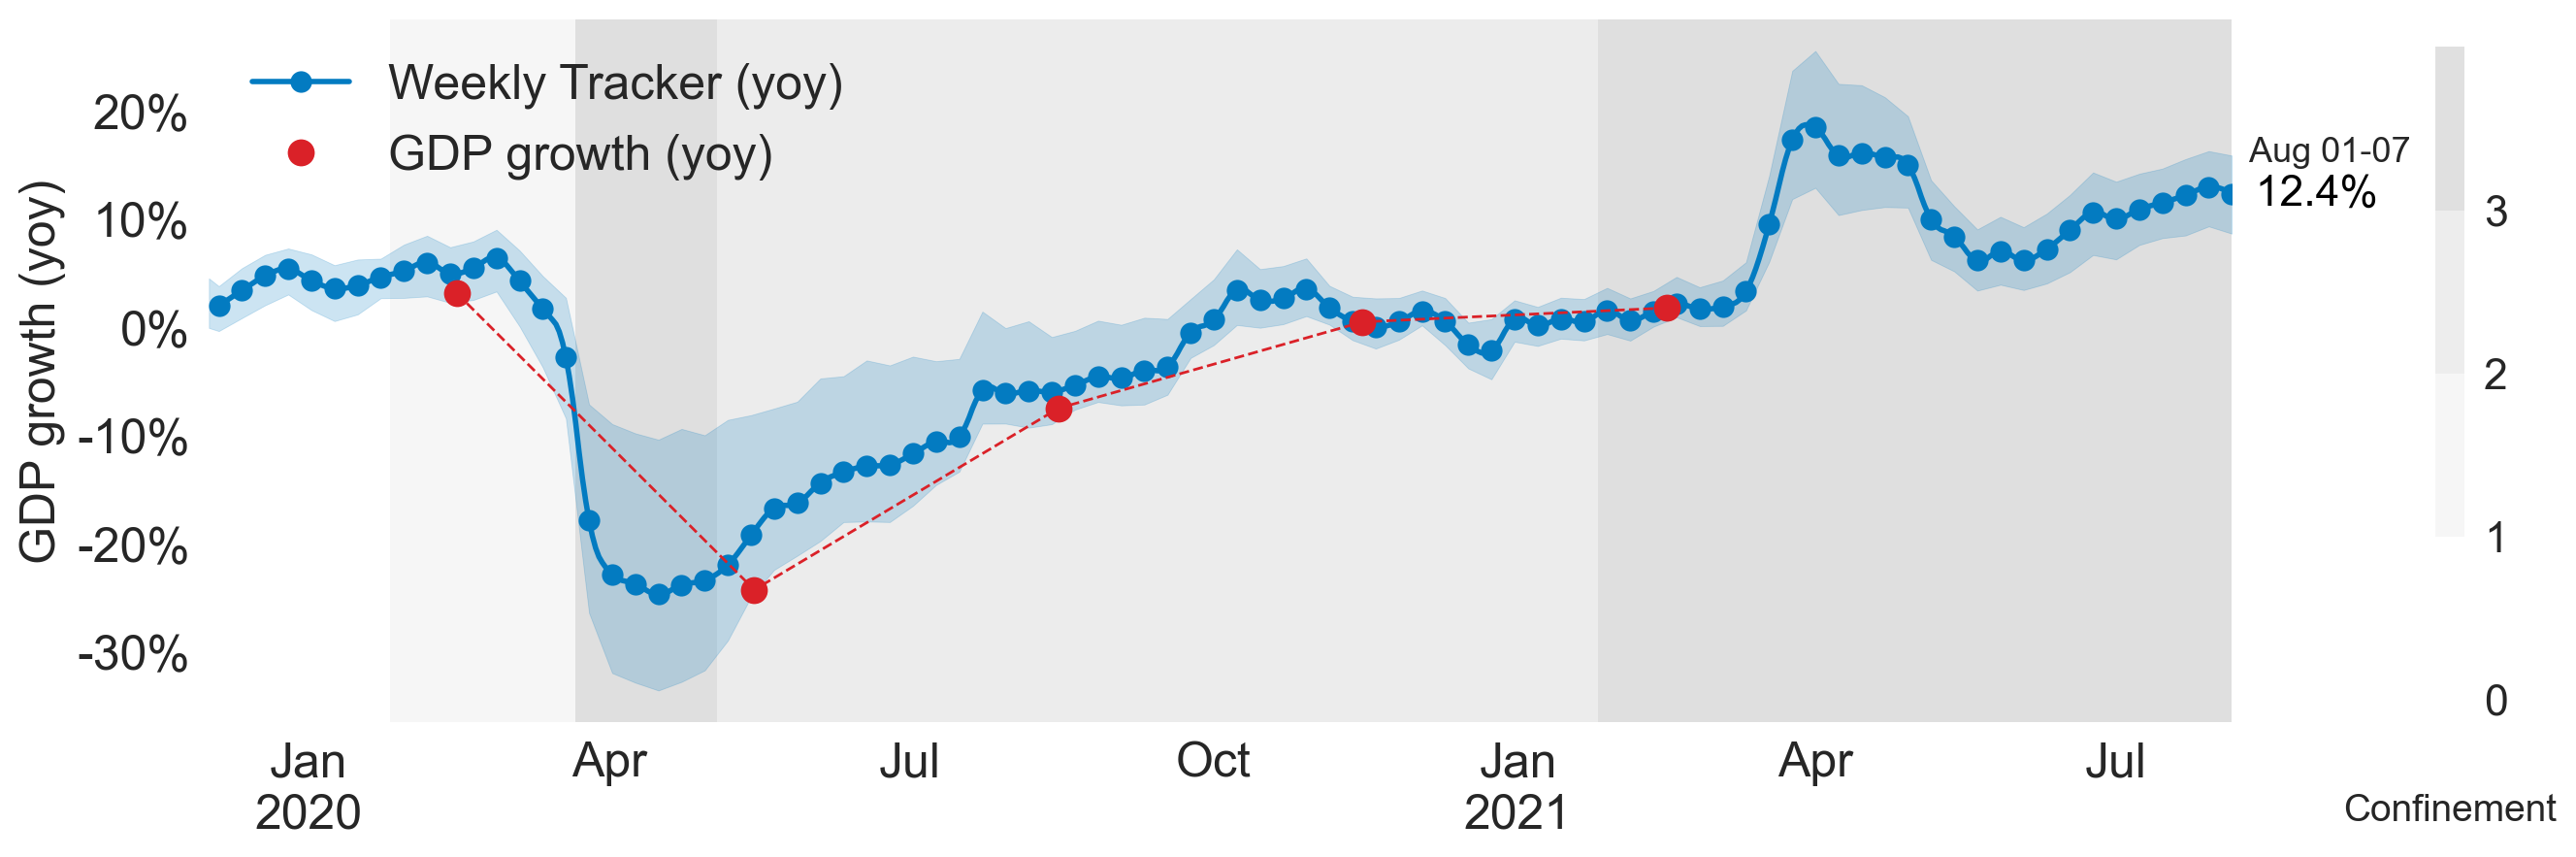 Weekly Tracker (yoy)
GDP growth (yoy)
GDP growth (yoy)
20%
10%
0%
-10%
-20%
-30%
Aug 01-07
12.4%
3
2
1
0
Jan Apr Jul Oct Jan Apr Jul
2020 2021
Confinement